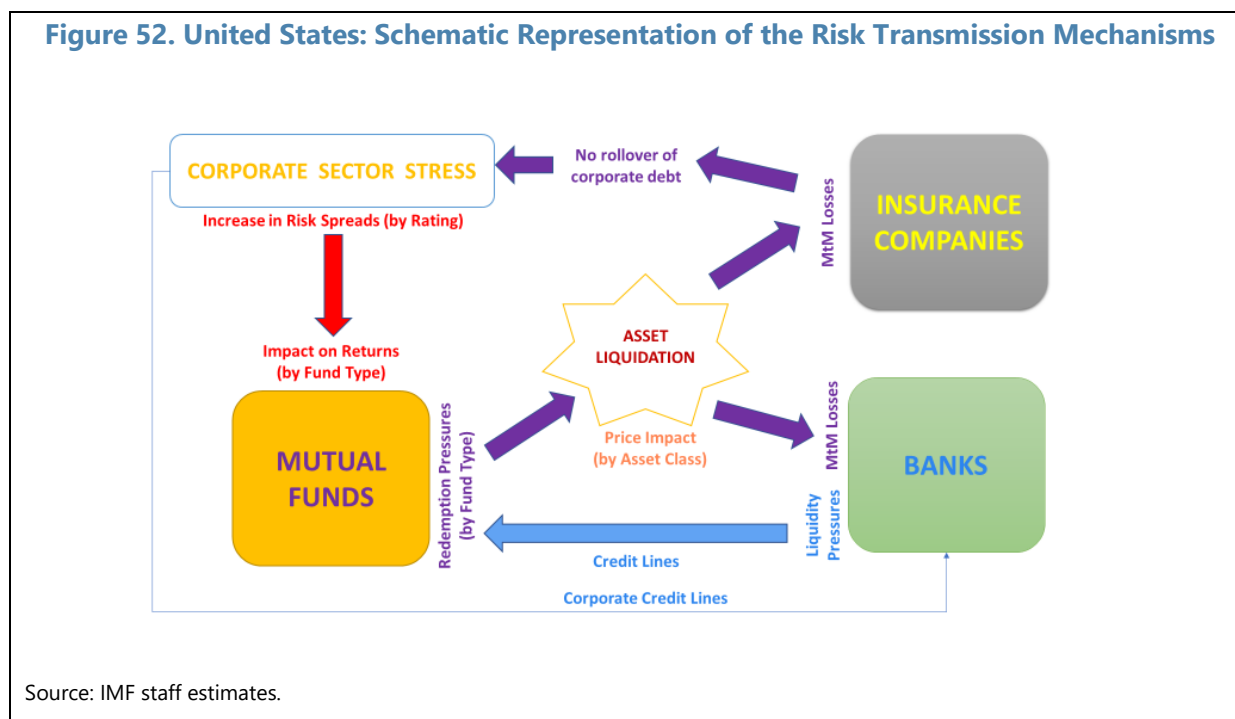 Figure 52. United States: Schematic Representation of the Risk Transmission Mechanisms
CORPORATE SECTOR STRESS
No rollover of
corporate debt
Increase in Risk Spreads (by Rating)
MtM Losses
INSURANCE
COMPANIES
ASSET
LIQUIDATION
Impact on Returns
(by Fund Type)
MUTUAL
FUNDS
Redemption Pressures
(by Fund Type)
Price Impact
(by Asset Class)
MtM Losses
BANKS
Liquidity
Pressures
Credit Lines
Corporate Credit Lines
Source: IMF staff estimates.